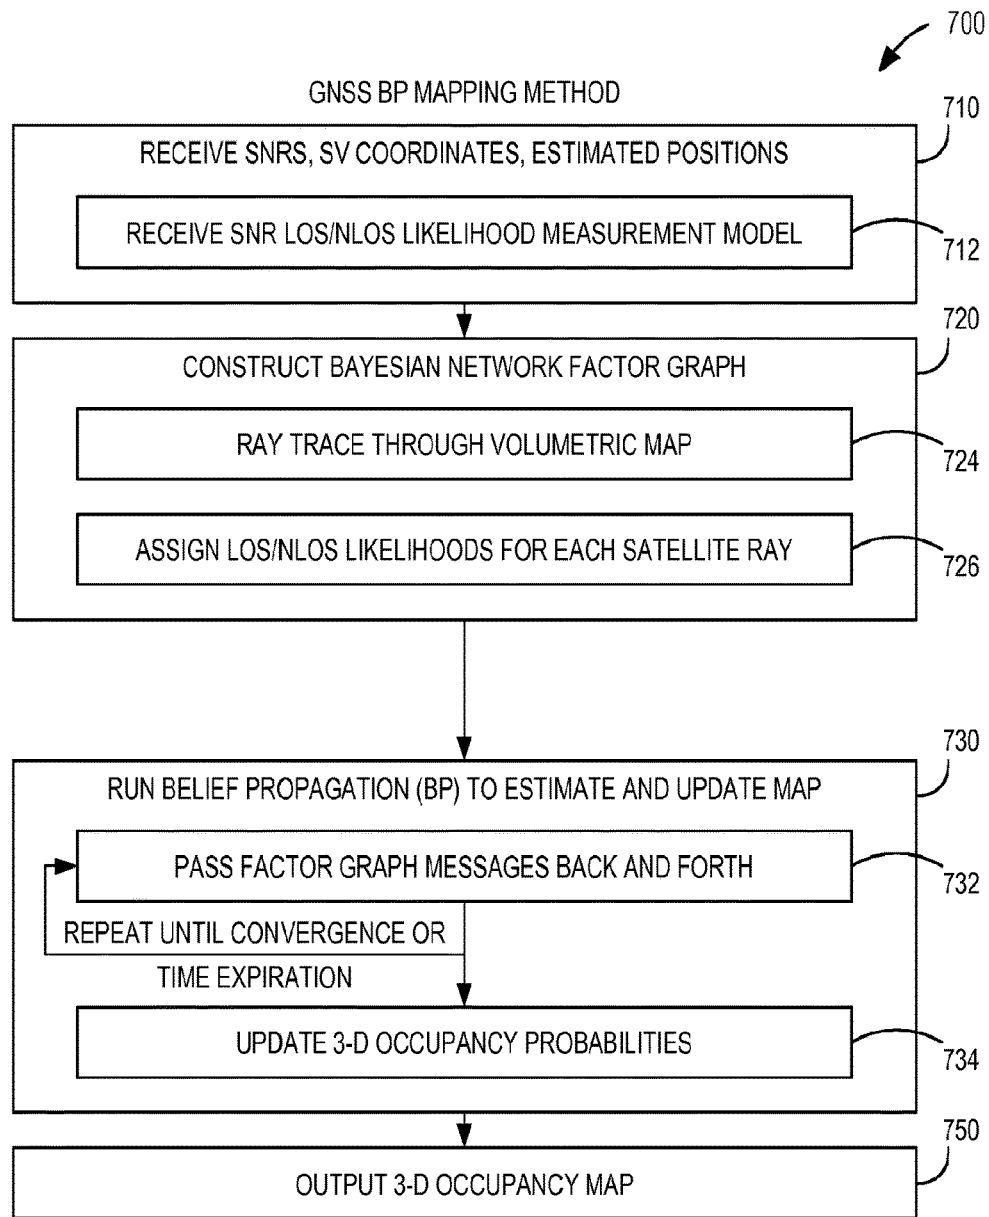 700
GNSS BP MAPPING METHOD
710
RECEIVE SNRS, SV COORDINATES, ESTIMATED POSITIONS
RECEIVE SNR LOS/NLOS LIKELIHOOD MEASUREMENT MODEL
712
720
CONSTRUCT BAYESIAN NETWORK FACTOR GRAPH
RAY TRACE THROUGH VOLUMETRIC MAP
724
ASSIGN LOS/NLOS LIKELIHOODS FOR EACH SATELLITE RAY
726
730
RUN BELIEF PROPAGATION (BP) TO ESTIMATE AND UPDATE MAP
PASS FACTOR GRAPH MESSAGES BACK AND FORTH
732
REPEAT UNTIL CONVERGENCE OR
TIME EXPIRATION
UPDATE 3-D OCCUPANCY PROBABILITIES
734
750
OUTPUT 3-D OCCUPANCY MAP